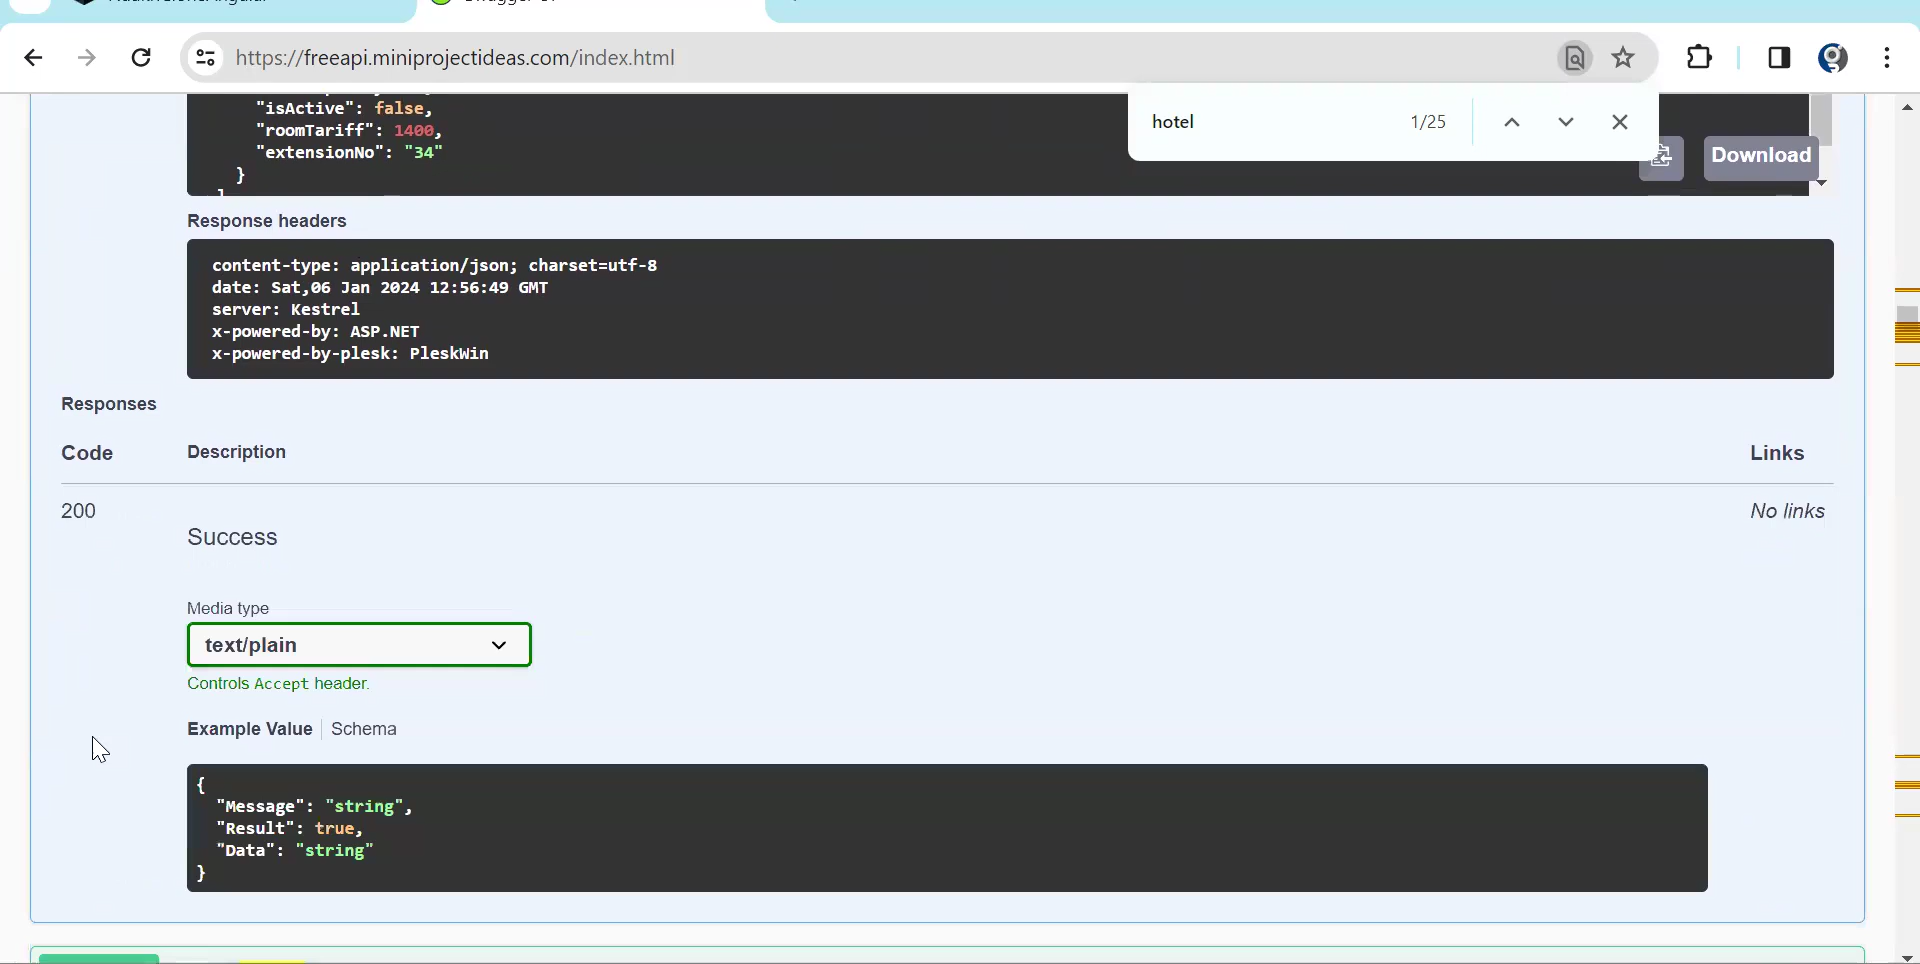 https://freeapi.miniprojectideas.com/index.html
hotel 1/25
"isActive": false,
"roomTariff": 1400,
"extensionNo": "34"
}
Download
Response headers
content-type: application/json; charset=utf-8
date: Sat,06 Jan 2024 12:56:49 GMT
server: Kestrel
x-powered-by: ASP.NET
x-powered-by-plesk: PleskWin
Responses
Code Description Links
200 No links
Success
Media type
text/plain
Controls Accept header.
Example Value Schema
{
"Message": "string",
"Result": true,
"Data": "string"
}